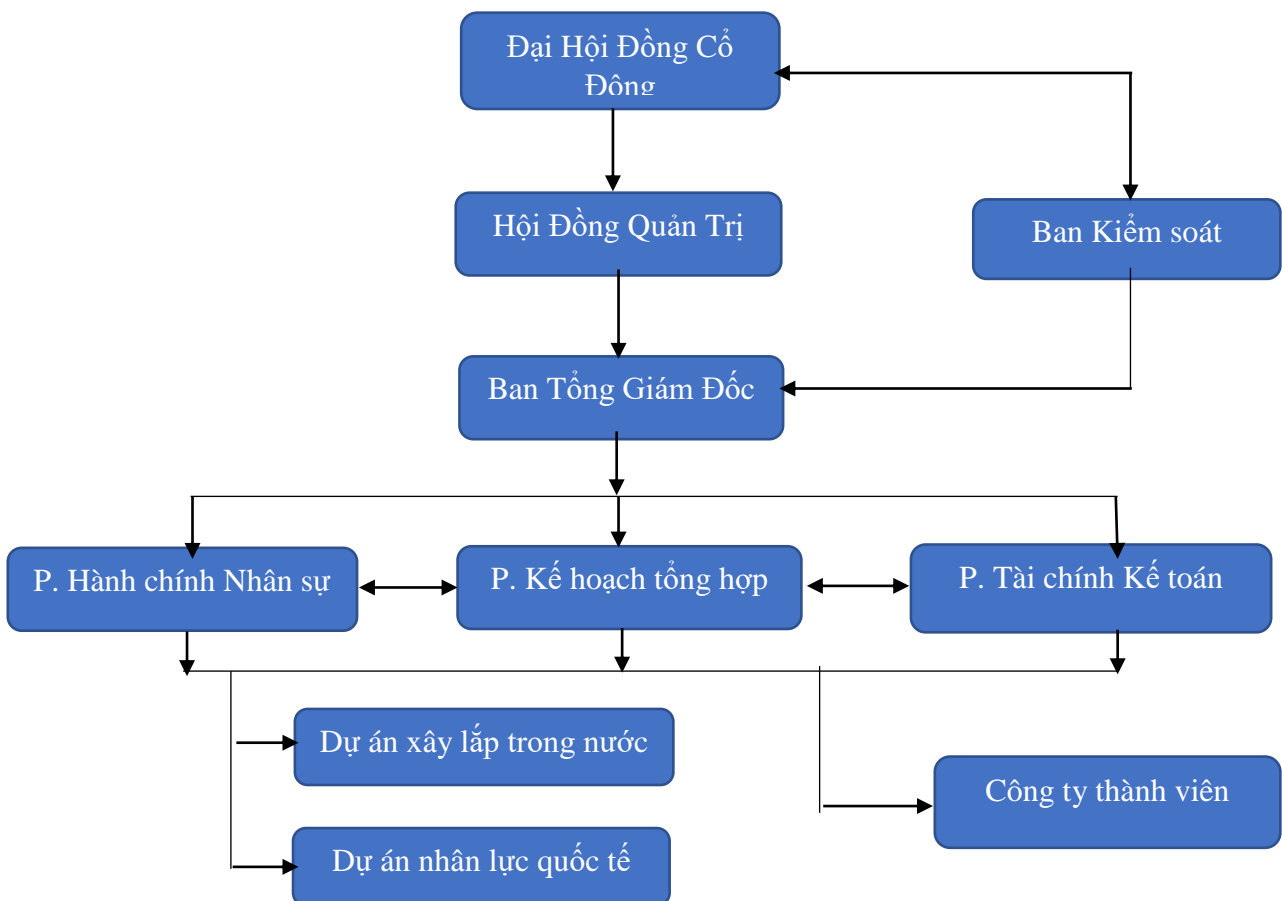 Đại Hội Đồng Cổ
Đông
Hội Đồng Quản Trị
Ban Kiểm soát
Ban Tổng Giám Đốc
P. Hành chính Nhân sự
P. Kế hoạch tổng hợp
P. Tài chính Kế toán
Dự án xây lắp trong nước
Công ty thành viên
Dự án nhân lực quốc tế